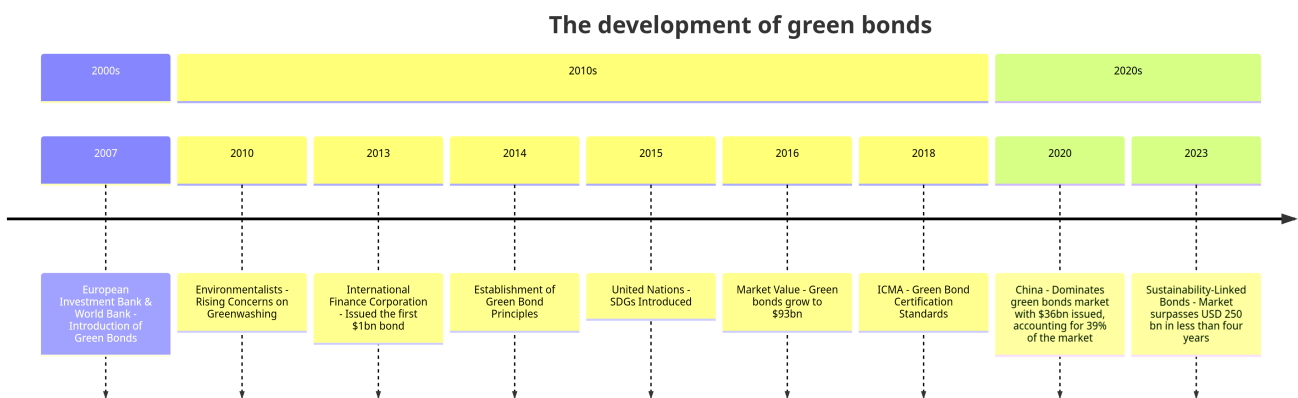 The development of green bonds
2000s
2010s
2020s
2007
2010
2013
2014
2015
2016
2018
2020
2023
European
Investment Bank &
World Bank -
Introduction of
Green Bonds
Environmentalists -
Rising Concerns on
Greenwashing
International
Finance Corporation
- Issued the first
$1bn bond
Establishment of
Green Bond
Principles
United Nations -
SDGs Introduced
Market Value - Green
bonds grow to
$93bn
ICMA - Green Bond
Certification
Standards
China - Dominates
green bonds market
with $36bn issued,
accounting for 39%
of the market
Sustainability-Linked
Bonds - Market
surpasses USD 250
bn in less than four
years